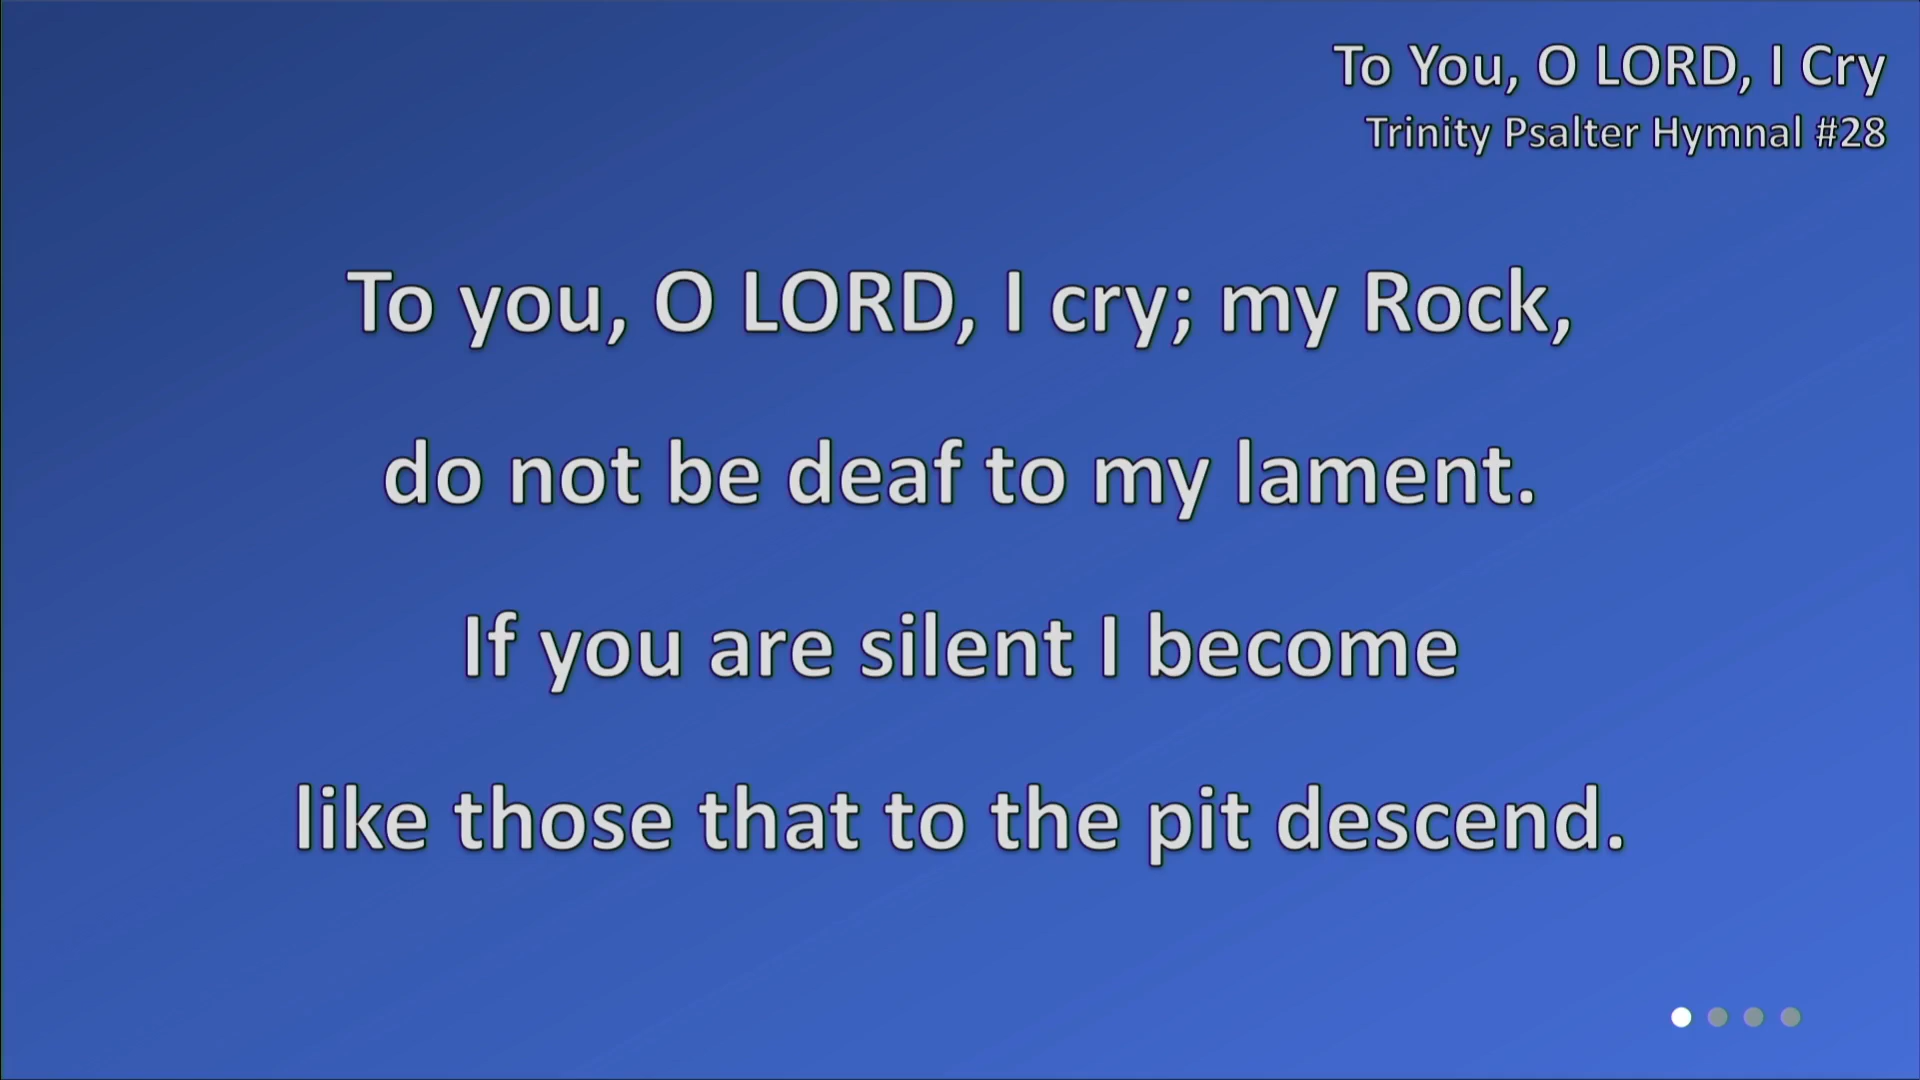 To You, O LORD, I Cry
Trinity Psalter Hymnal #28
To you, O LORD, I cry; my Rock,
do not be deaf to my lament.
If you are silent I become
like those that to the pit descend.